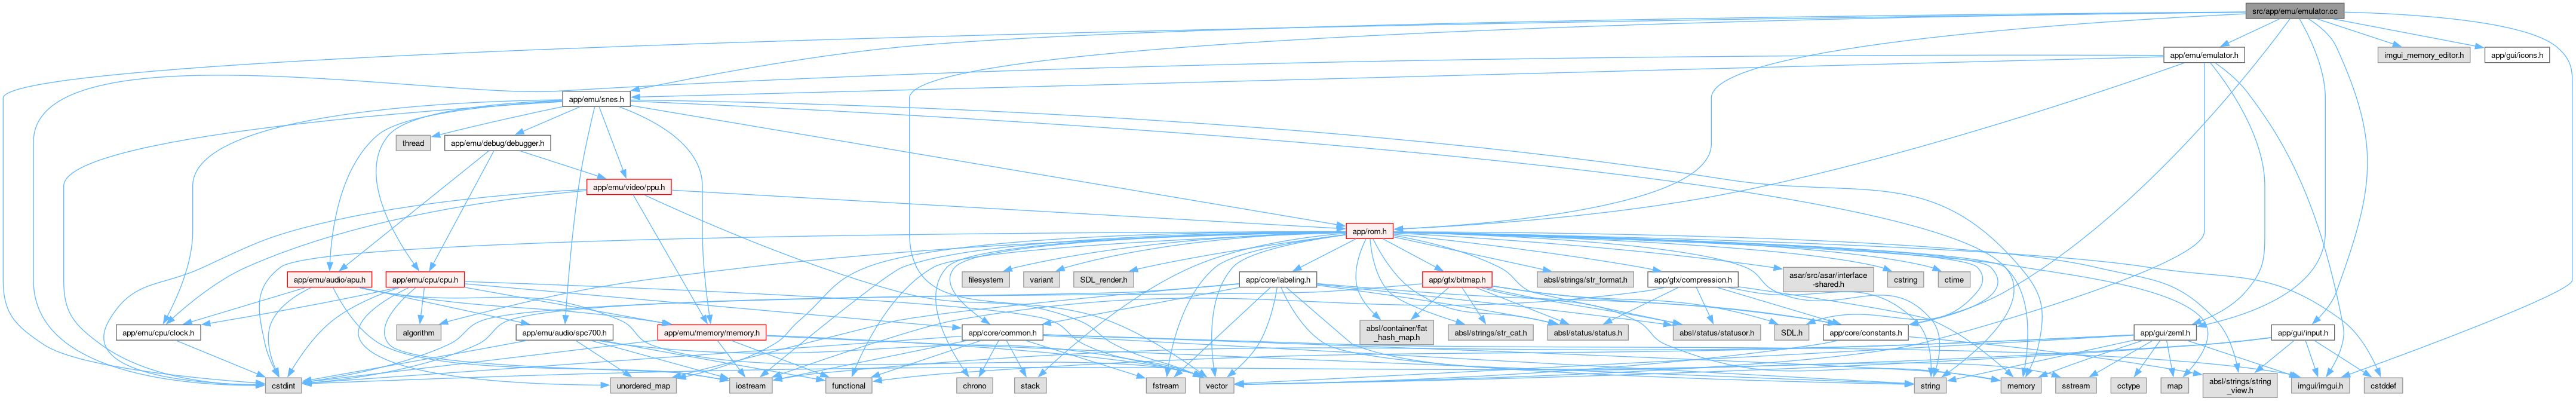 src/app/emu/emulator.cc
app/emu/emulator.h
imgui_memory_editor.h
app/gui/icons.h
app/emu/snes.h
thread
app/emu/debug/debugger.h
app/emu/video/ppu.h
app/rom.h
app/emu/audio/apu.h
app/emu/cpu/cpu.h
filesystem
variant
SDL_render.h
app/core/labeling.h
app/gfx/bitmap.h
absl/strings/str_format.h
app/gfx/compression.h
asar/src/asar/interface
-shared.h
cstring
ctime
app/emu/cpu/clock.h
algorithm
app/emu/audio/spc700.h
app/emu/memory/memory.h
app/core/common.h
absl/container/flat
_hash_map.h
absl/strings/str_cat.h
absl/status/status.h
absl/status/statusor.h
SDL.h
app/core/constants.h
app/gui/zeml.h
app/gui/input.h
cstdint
unordered_map
iostream
functional
chrono
stack
fstream
vector
string
memory
sstream
cctype
map
absl/strings/string
_view.h
imgui/imgui.h
cstddef